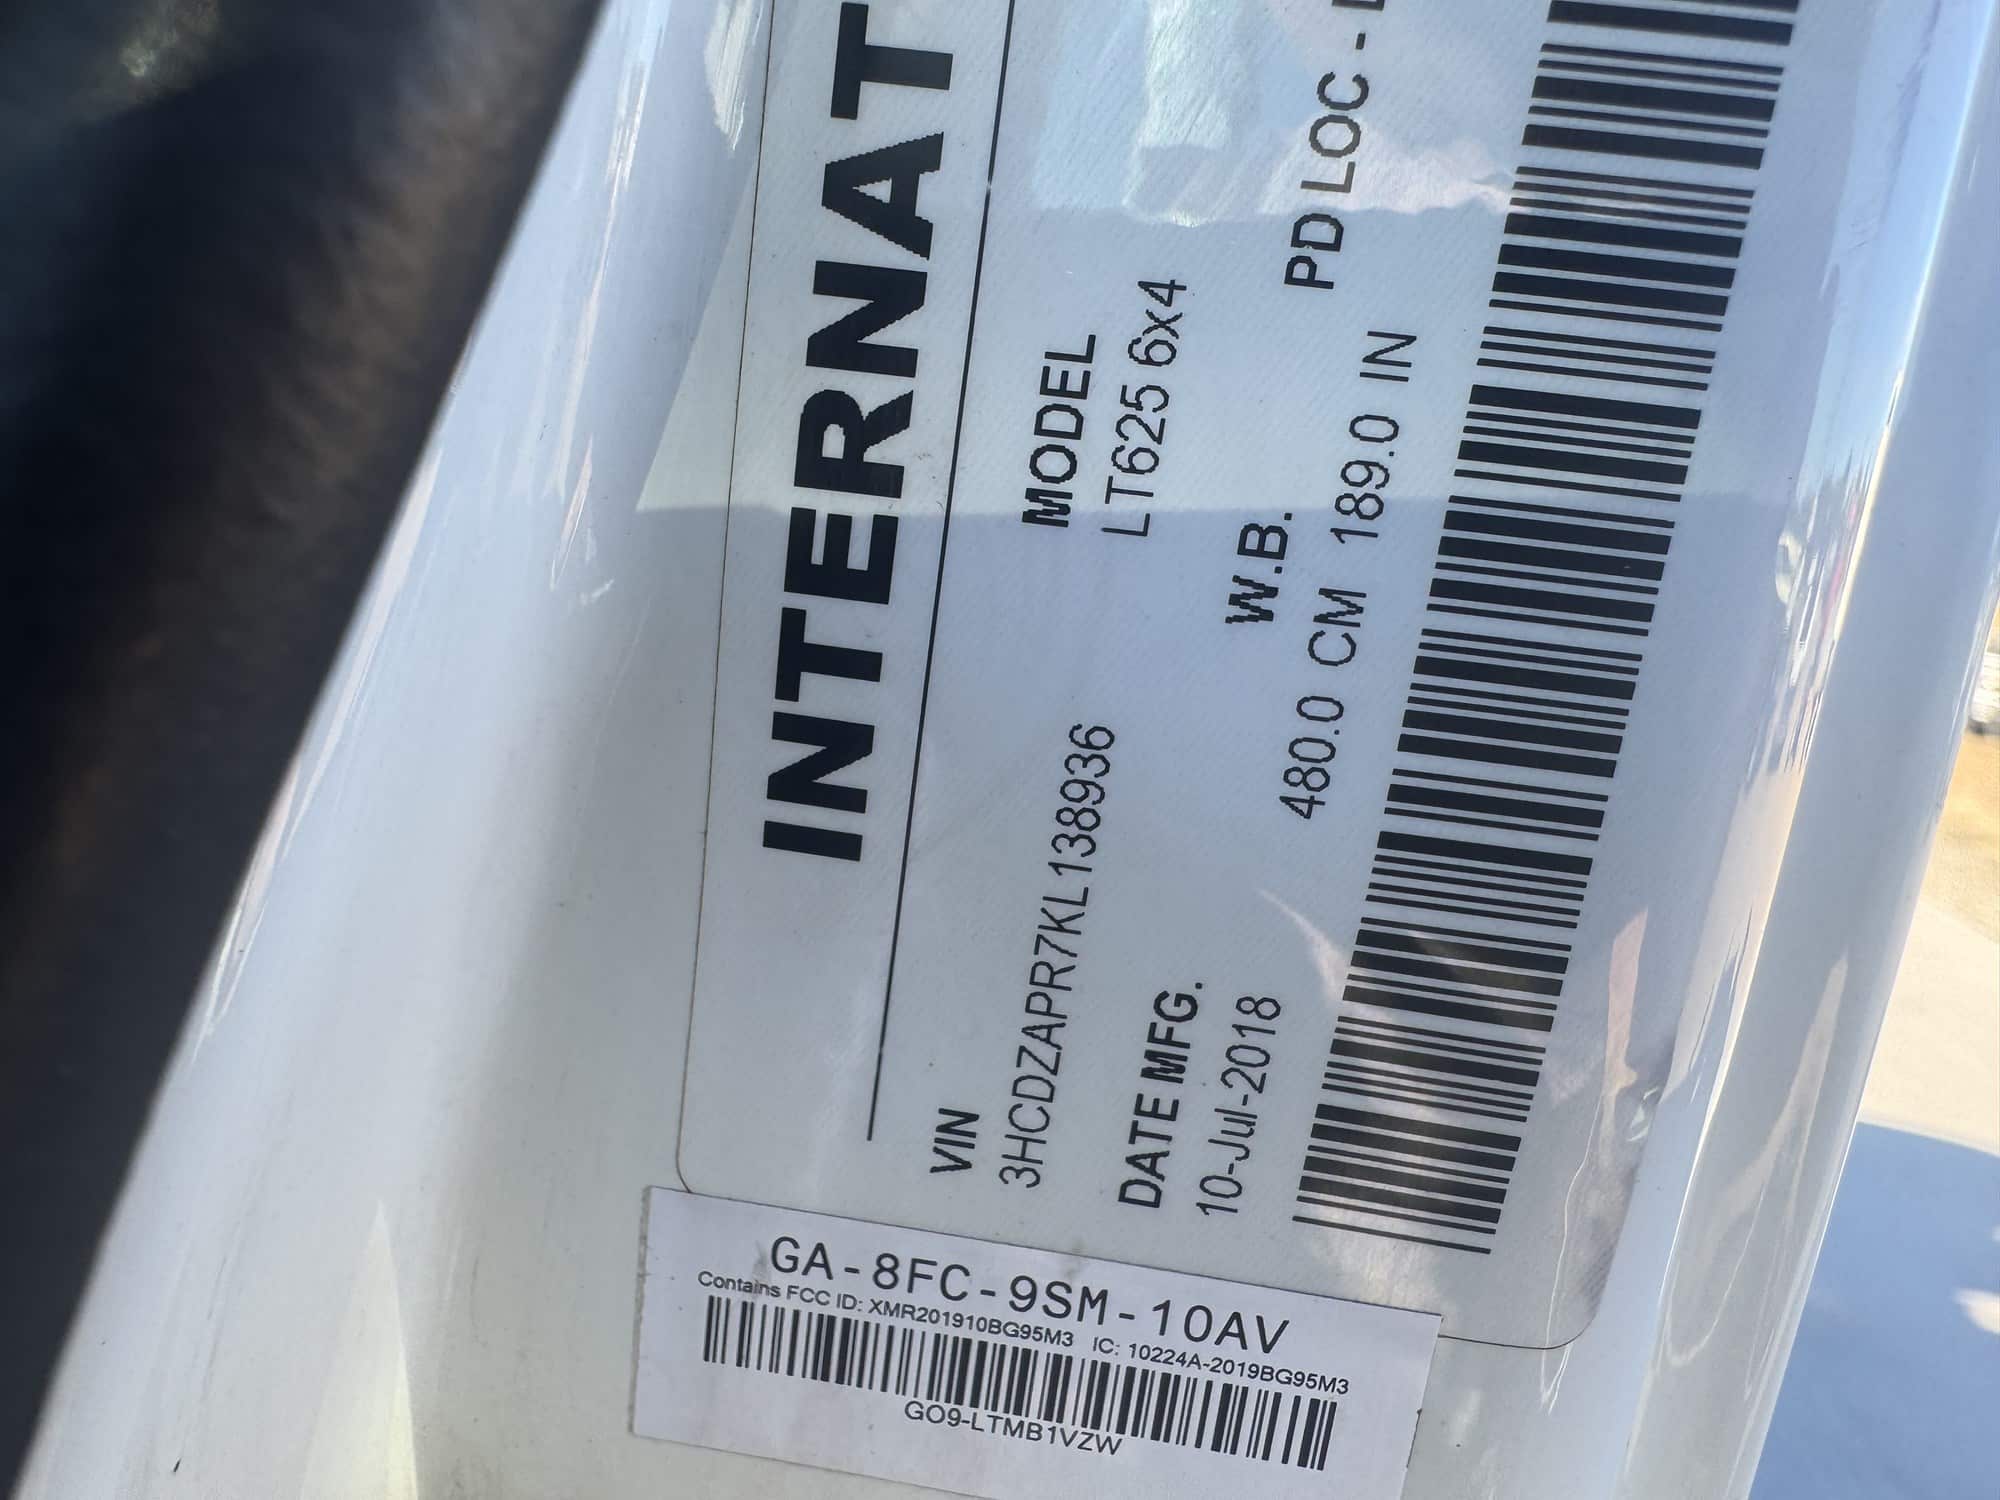 INTERNAT
VIN
MODEL
3HCDZAPR7KL138936
LT625 6x4
DATE MFG.
W.B.
PD LOC -
10-Jul-2018
480.0 CM 189.0 IN
GA-8FC-9SM-10AV
Contains FCC ID: XMR201910BG95M3 IC: 10224A-2019BG95M3
GO9-LTMB1VZW